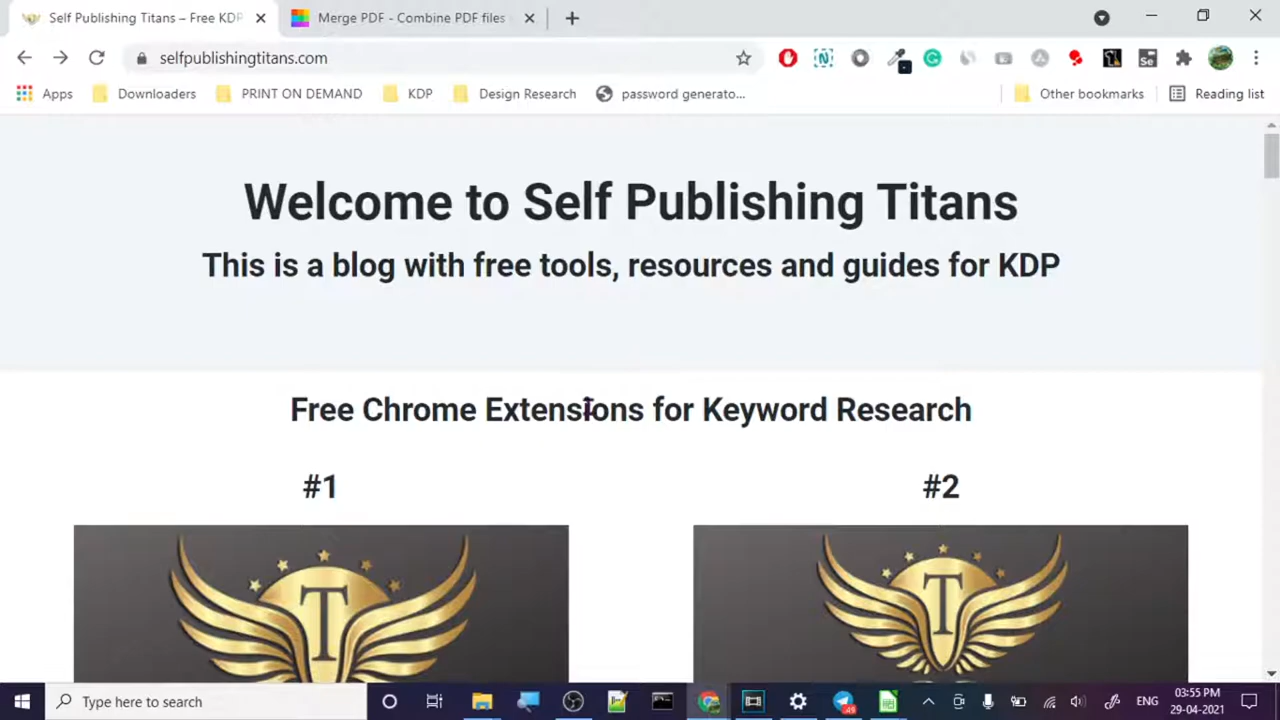 Self Publishing Titans – Free KDP
Merge PDF - Combine PDF files
selfpublishingtitans.com
Apps
Downloaders
PRINT ON DEMAND
KDP
Design Research
password generato...
Other bookmarks
Reading list
Welcome to Self Publishing Titans
This is a blog with free tools, resources and guides for KDP
Free Chrome Extensions for Keyword Research
#1
#2
T
T
Type here to search
ENG
03:55 PM
29-04-2021